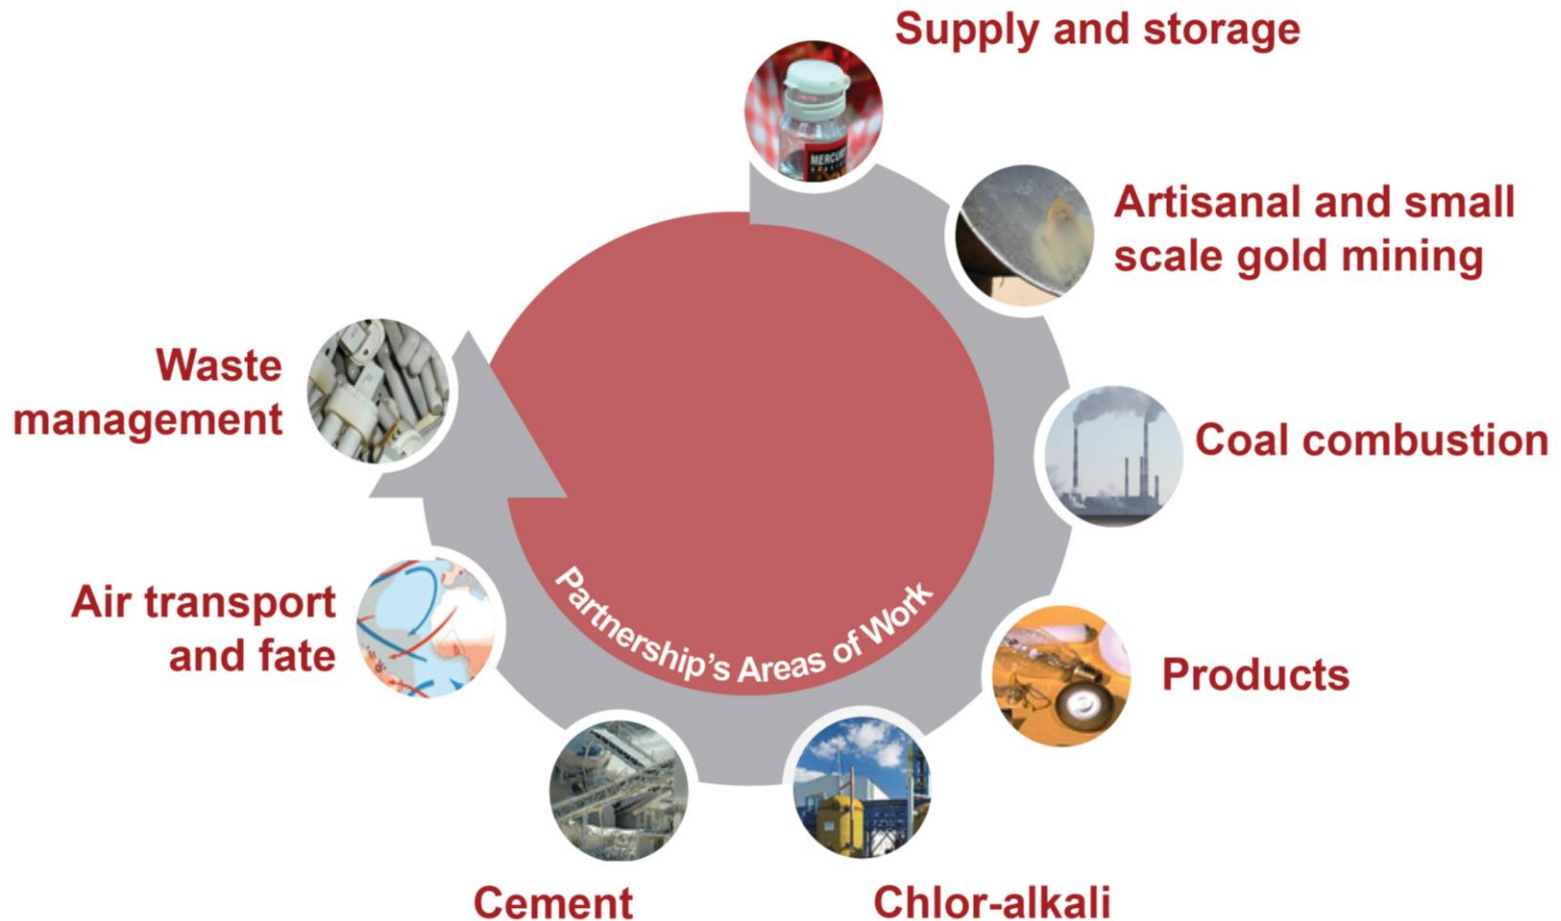 Supply and storage
MERCURY
Artisanal and small
scale gold mining
Coal combustion
Products
Chlor-alkali
Cement
Air transport
and fate
Waste
management
Partnership's Areas of Work